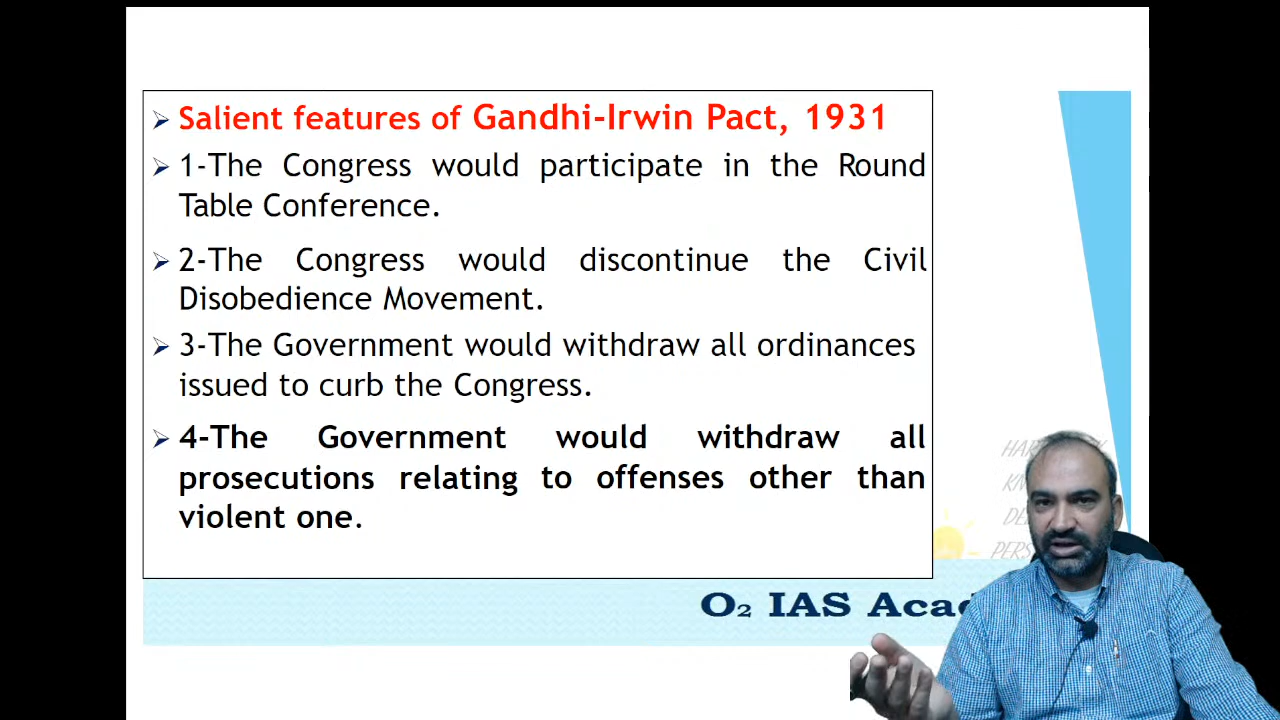 Salient features of Gandhi-Irwin Pact, 1931
1-The Congress would participate in the Round
Table Conference.
2-The Congress would discontinue the Civil
Disobedience Movement.
3-The Government would withdraw all ordinances
issued to curb the Congress.
4-The Government would withdraw all
prosecutions relating to offenses other than
violent one.
O₂ IAS